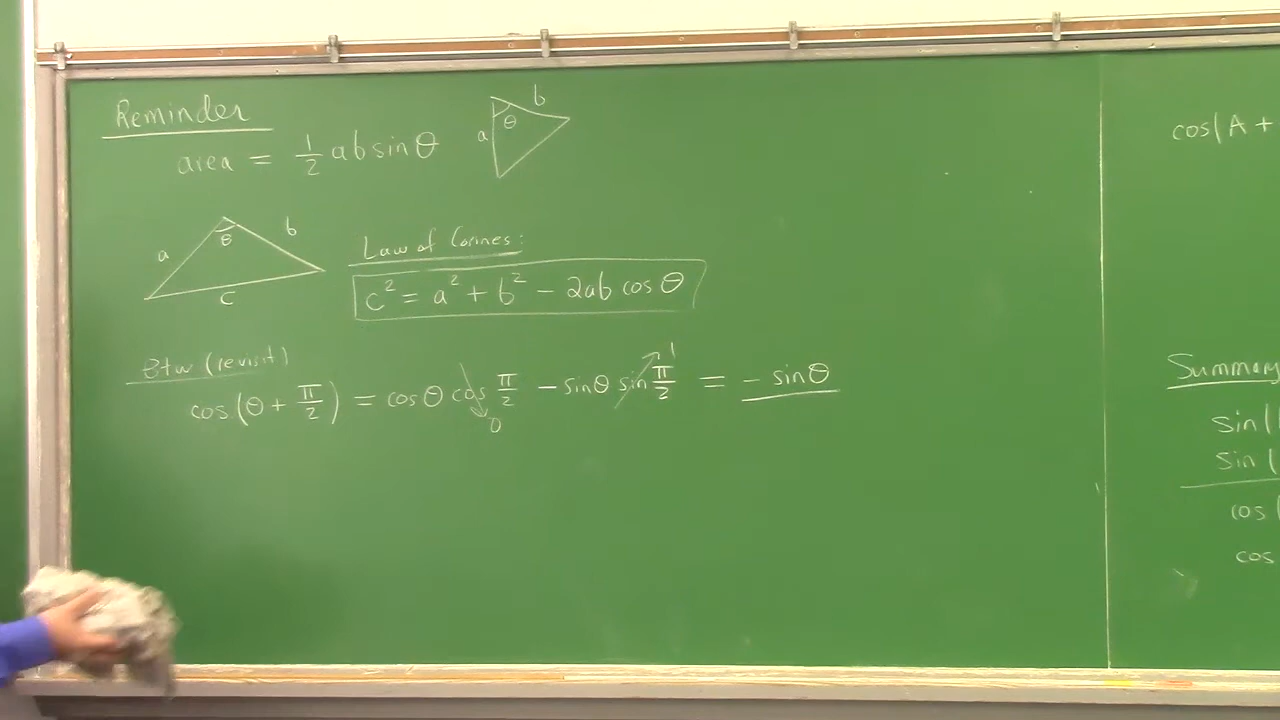 Reminder
area = 1/2 ab sin θ
a
b
θ
a
b
θ
c
Law of Cosines:
c² = a² + b² − 2ab cos θ
Btw (revisit)
cos(θ + π/2) = cos θ cos π/2 − sin θ sin π/2 = − sin θ
0
1
cos(A +
Summary
sin(
sin (
cos (
cos